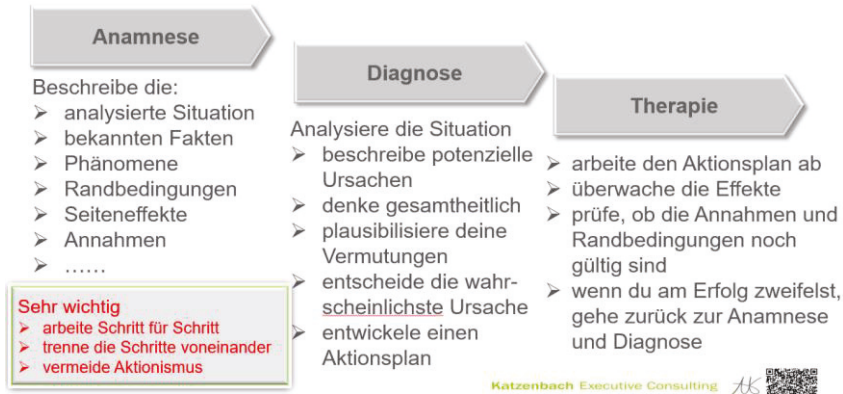 Anamnese
Beschreibe die:
➢ analysierte Situation
➢ bekannten Fakten
➢ Phänomene
➢ Randbedingungen
➢ Seiteneffekte
➢ Annahmen
➢ ……
Sehr wichtig
➢ arbeite Schritt für Schritt
➢ trenne die Schritte voneinander
➢ vermeide Aktionismus
Diagnose
Analysiere die Situation
➢ beschreibe potenzielle
Ursachen
➢ denke gesamtheitlich
➢ plausibilisiere deine
Vermutungen
➢ entscheide die wahr-
scheinlichste Ursache
➢ entwickele einen
Aktionsplan
Therapie
➢ arbeite den Aktionsplan ab
➢ überwache die Effekte
➢ prüfe, ob die Annahmen und
Randbedingungen noch
gültig sind
➢ wenn du am Erfolg zweifelst,
gehe zurück zur Anamnese
und Diagnose
Katzenbach Executive Consulting